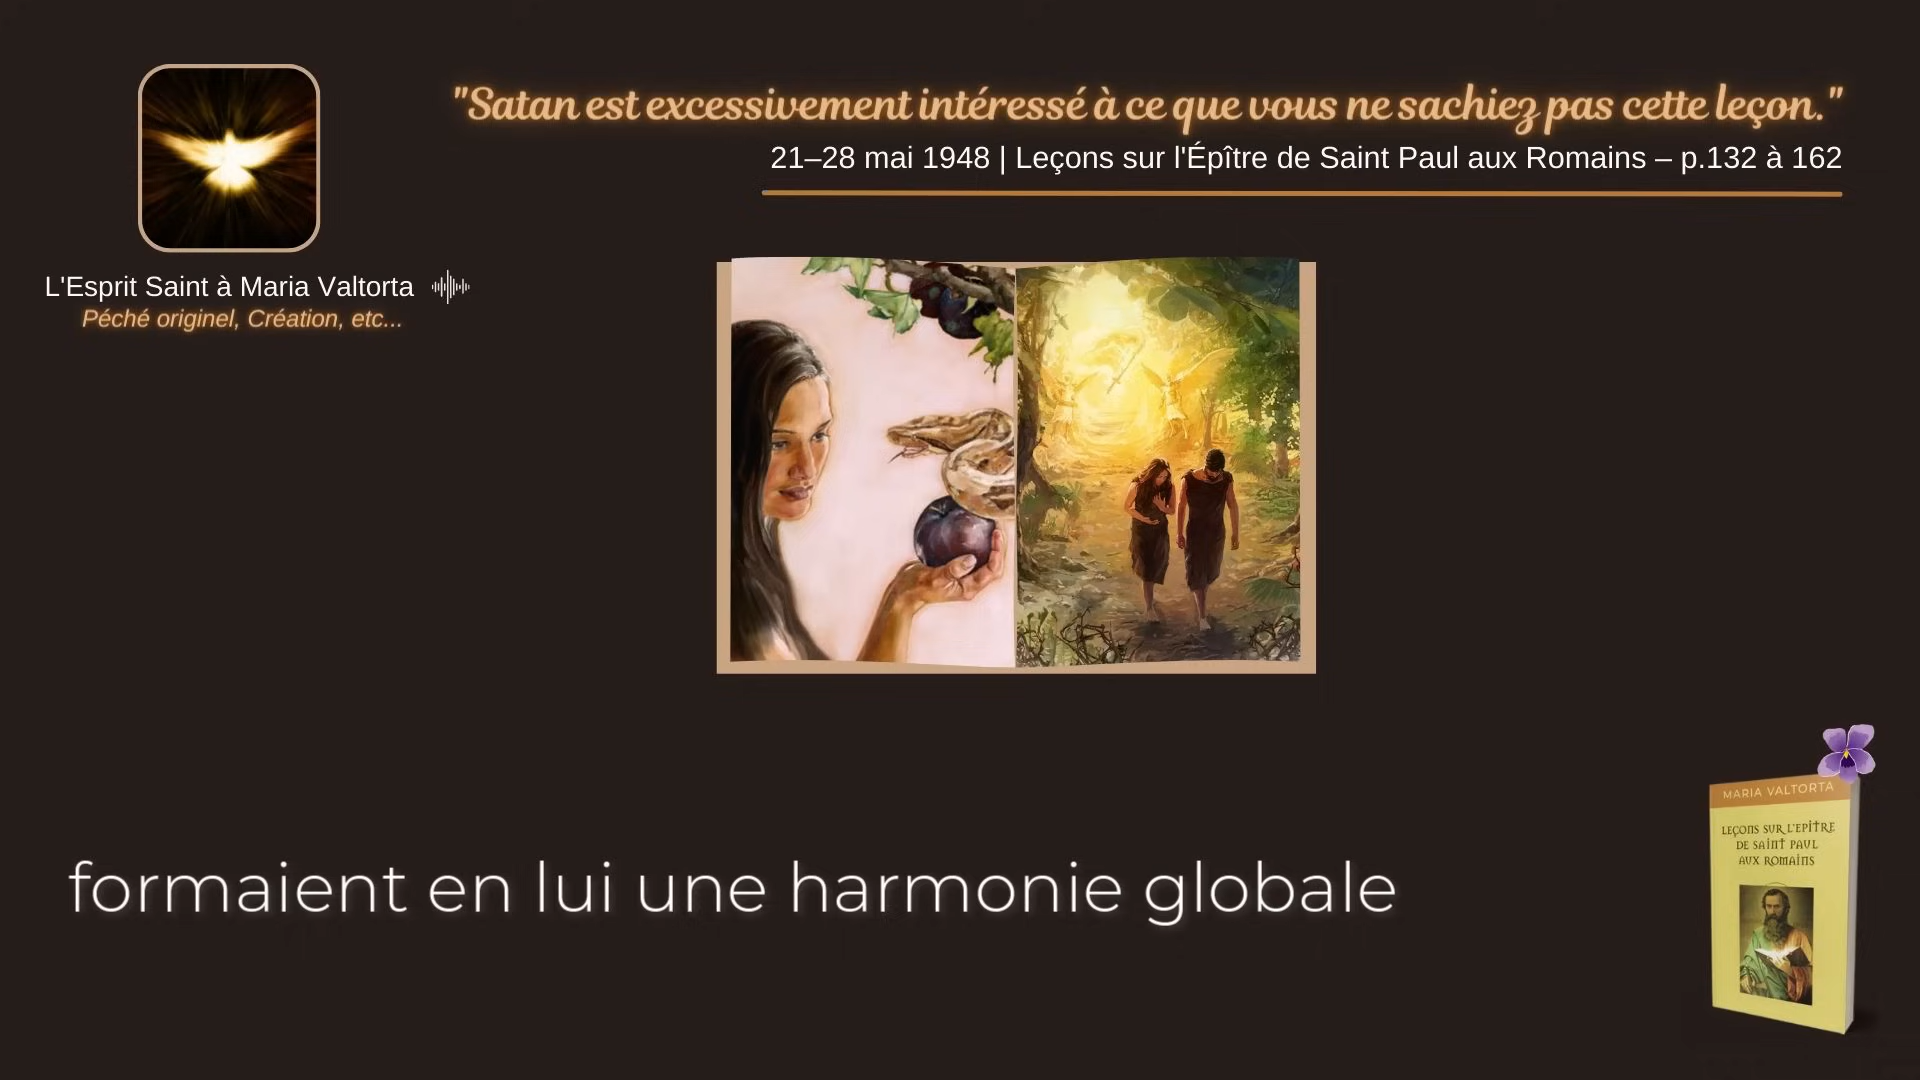 "Satan est excessivement intéressé à ce que vous ne sachiez pas cette leçon."
21–28 mai 1948 | Leçons sur l'Épître de Saint Paul aux Romains – p.132 à 162
L'Esprit Saint à Maria Valtorta
Péché originel, Création, etc...
formaient en lui une harmonie globale
MARIA VALTORTA
LEÇONS SUR L'EPÎTRE
DE SAINT PAUL
AUX ROMAINS